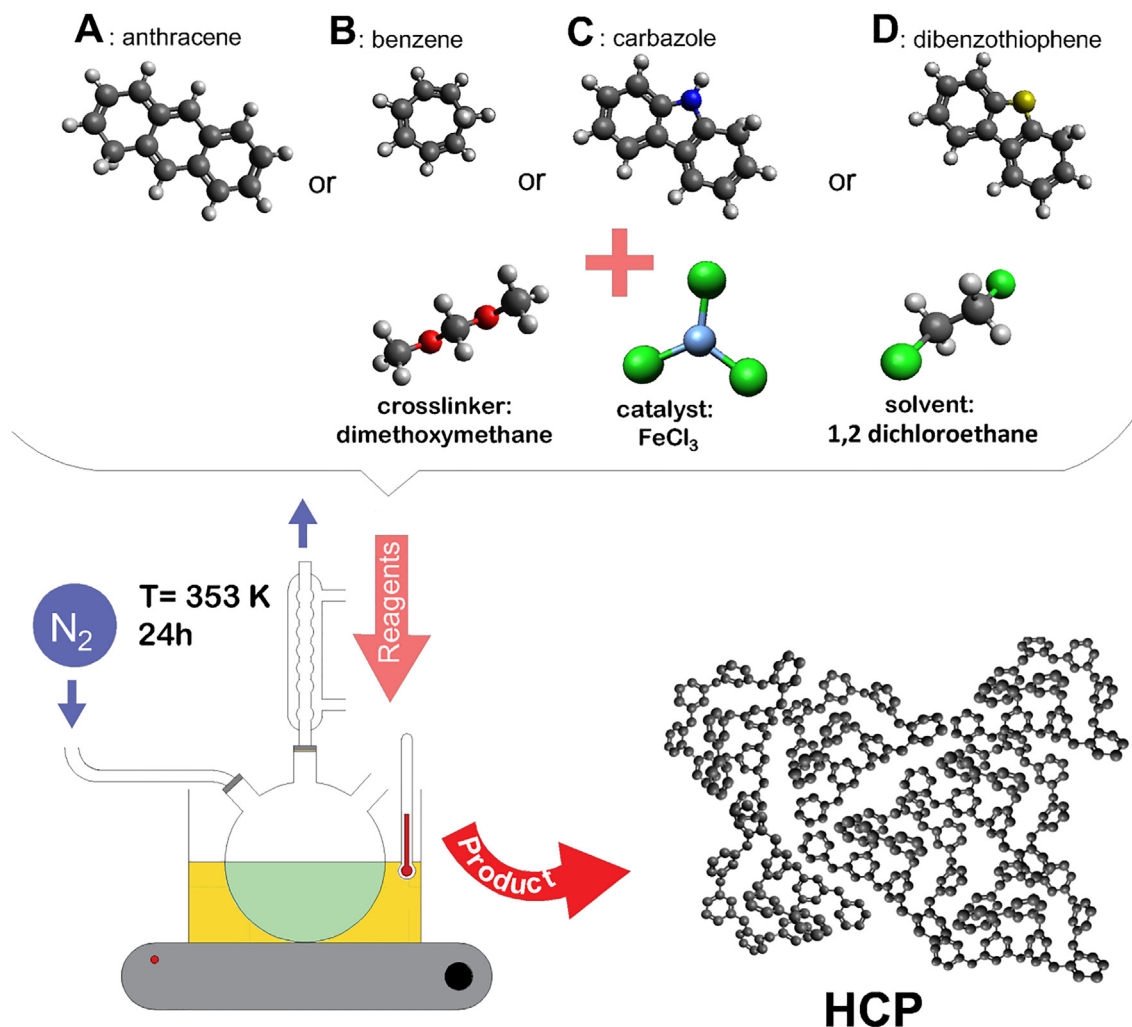 A: anthracene
B: benzene
C: carbazole
D: dibenzothiophene
or
or
or
crosslinker:
dimethoxymethane
catalyst:
FeCl₃
solvent:
1,2 dichloroethane
N₂
T= 353 K
24h
Reagents
Product
HCP